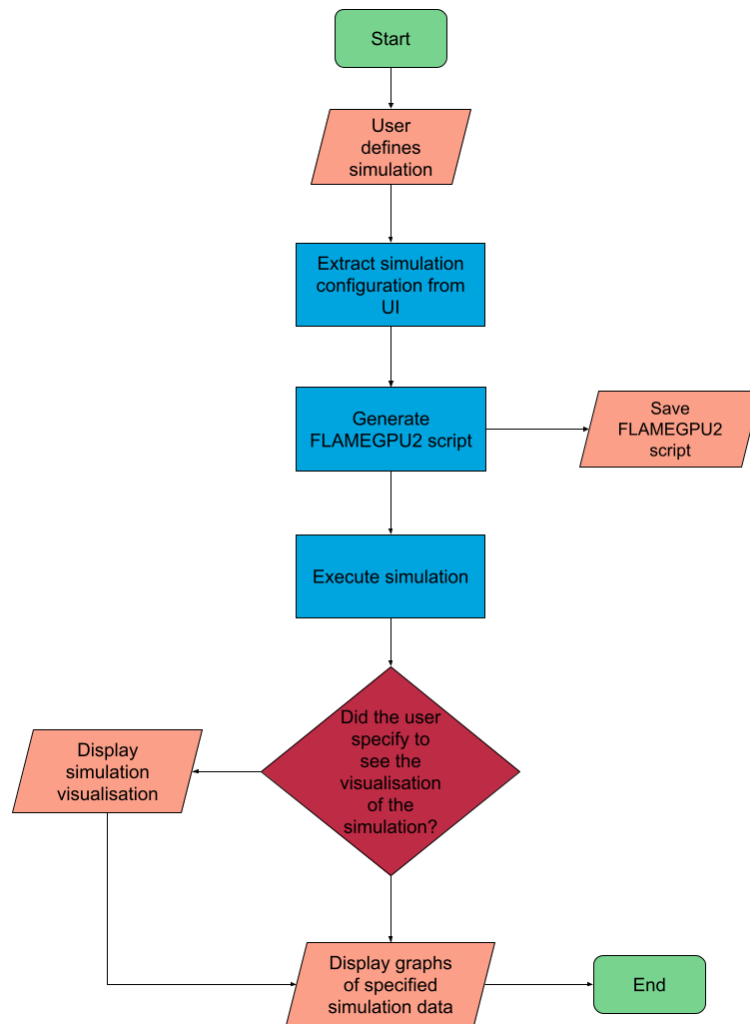 Start
User
defines
simulation
Extract simulation
configuration from
UI
Generate
FLAMEGPU2 script
Save
FLAMEGPU2
script
Execute simulation
Did the user
specify to
see the
visualisation
of the
simulation?
Display
simulation
visualisation
Display graphs
of specified
simulation data
End